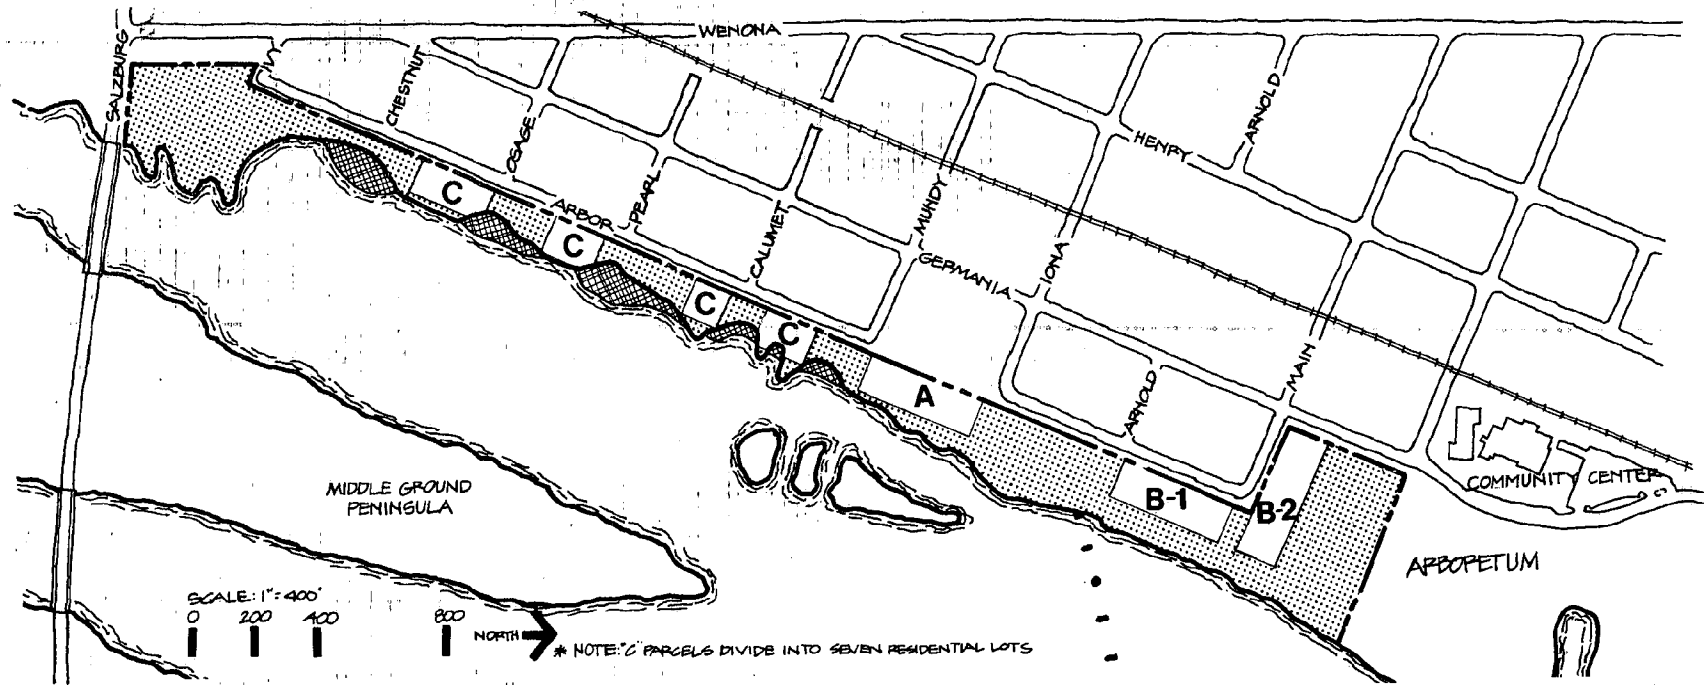 WENONA
SALZBURG
IVY
CHESTNUT
OSAGE
ARBOR
PEARL
CALUMET
MUNDY
GERMANIA
IONA
HENRY
ARNOLD
ARNOLD
MAIN
C
C
C
C
A
B-1
B-2
COMMUNITY CENTER
ARBORETUM
MIDDLE GROUND
PENINSULA
SCALE: 1"=400'
0 200 400 800
NORTH
* NOTE: "C" PARCELS DIVIDE INTO SEVEN RESIDENTIAL LOTS